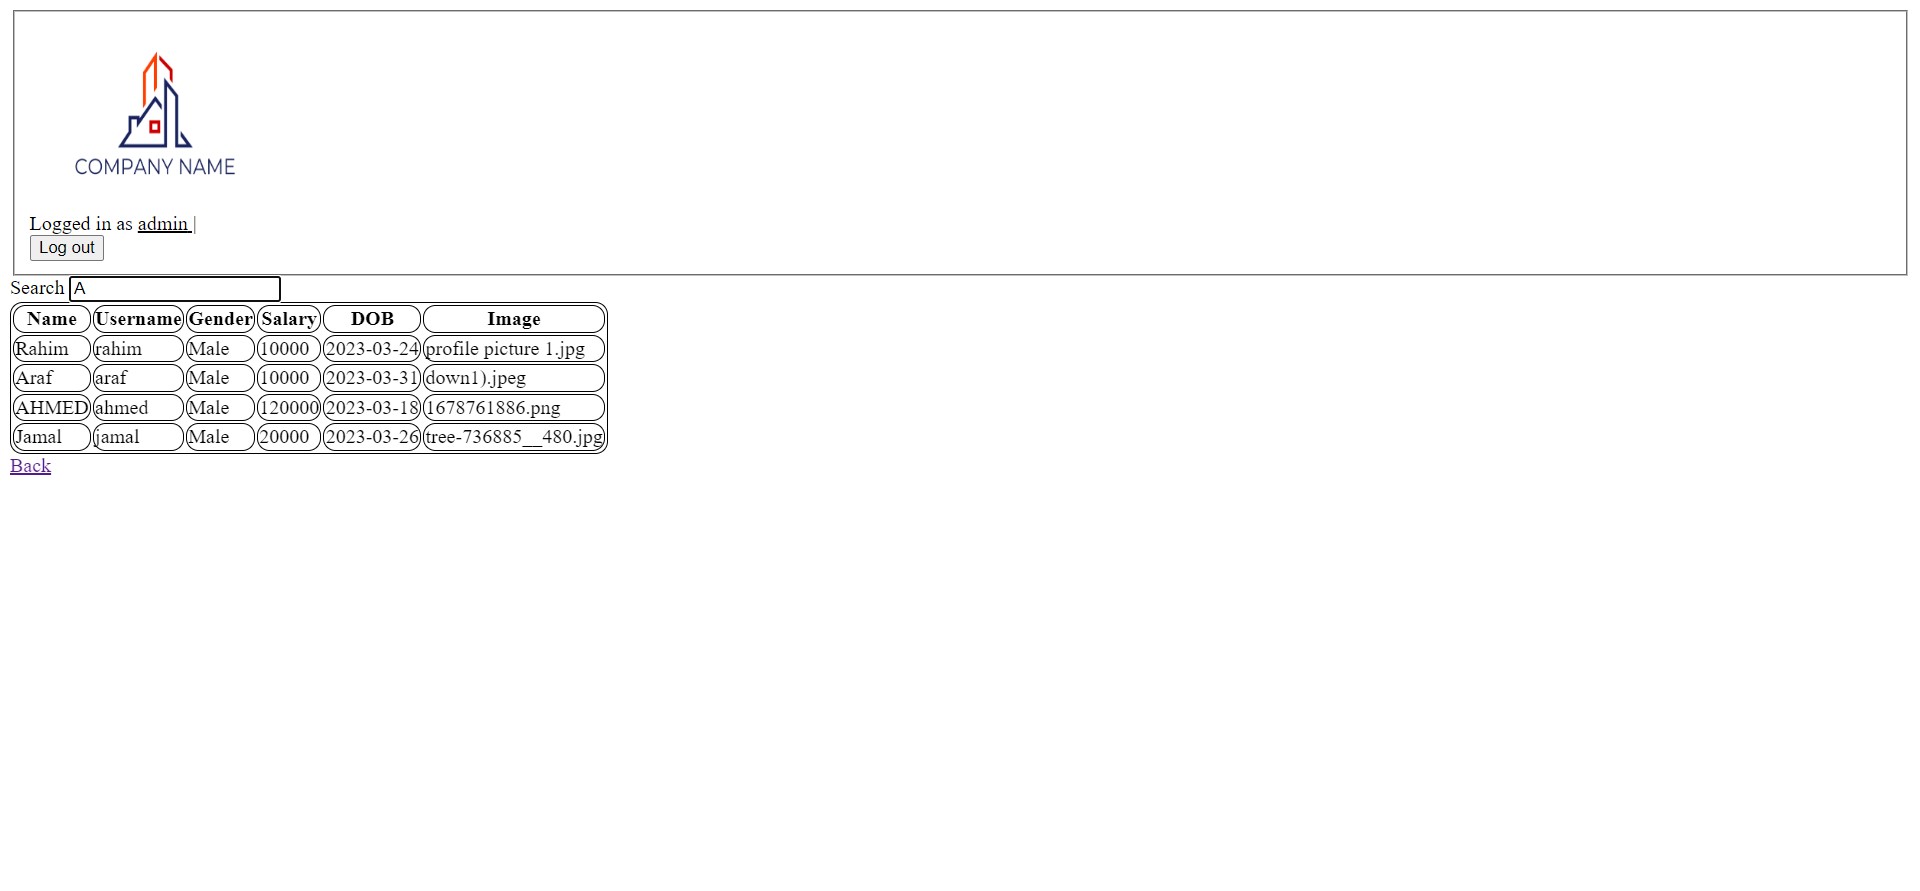 COMPANY NAME
Logged in as admin |
Log out
Search A
Name Username Gender Salary DOB Image
Rahim rahim Male 10000 2023-03-24 profile picture 1.jpg
Araf araf Male 10000 2023-03-31 down1).jpeg
AHMED ahmed Male 120000 2023-03-18 1678761886.png
Jamal jamal Male 20000 2023-03-26 tree-736885__480.jpg
Back